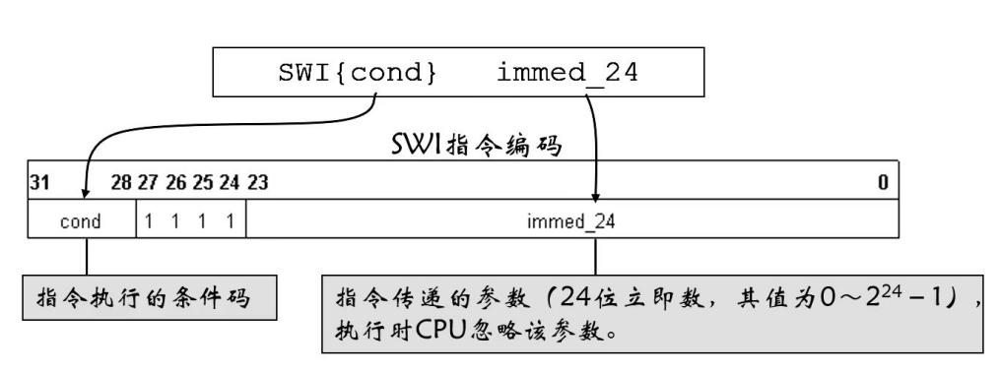 SWI{cond} immed_24
SWI指令编码
31 28 27 26 25 24 23 0
cond 1 1 1 1 immed_24
指令执行的条件码
指令传递的参数（24位立即数，其值为0～2²⁴－1），
执行时CPU忽略该参数。